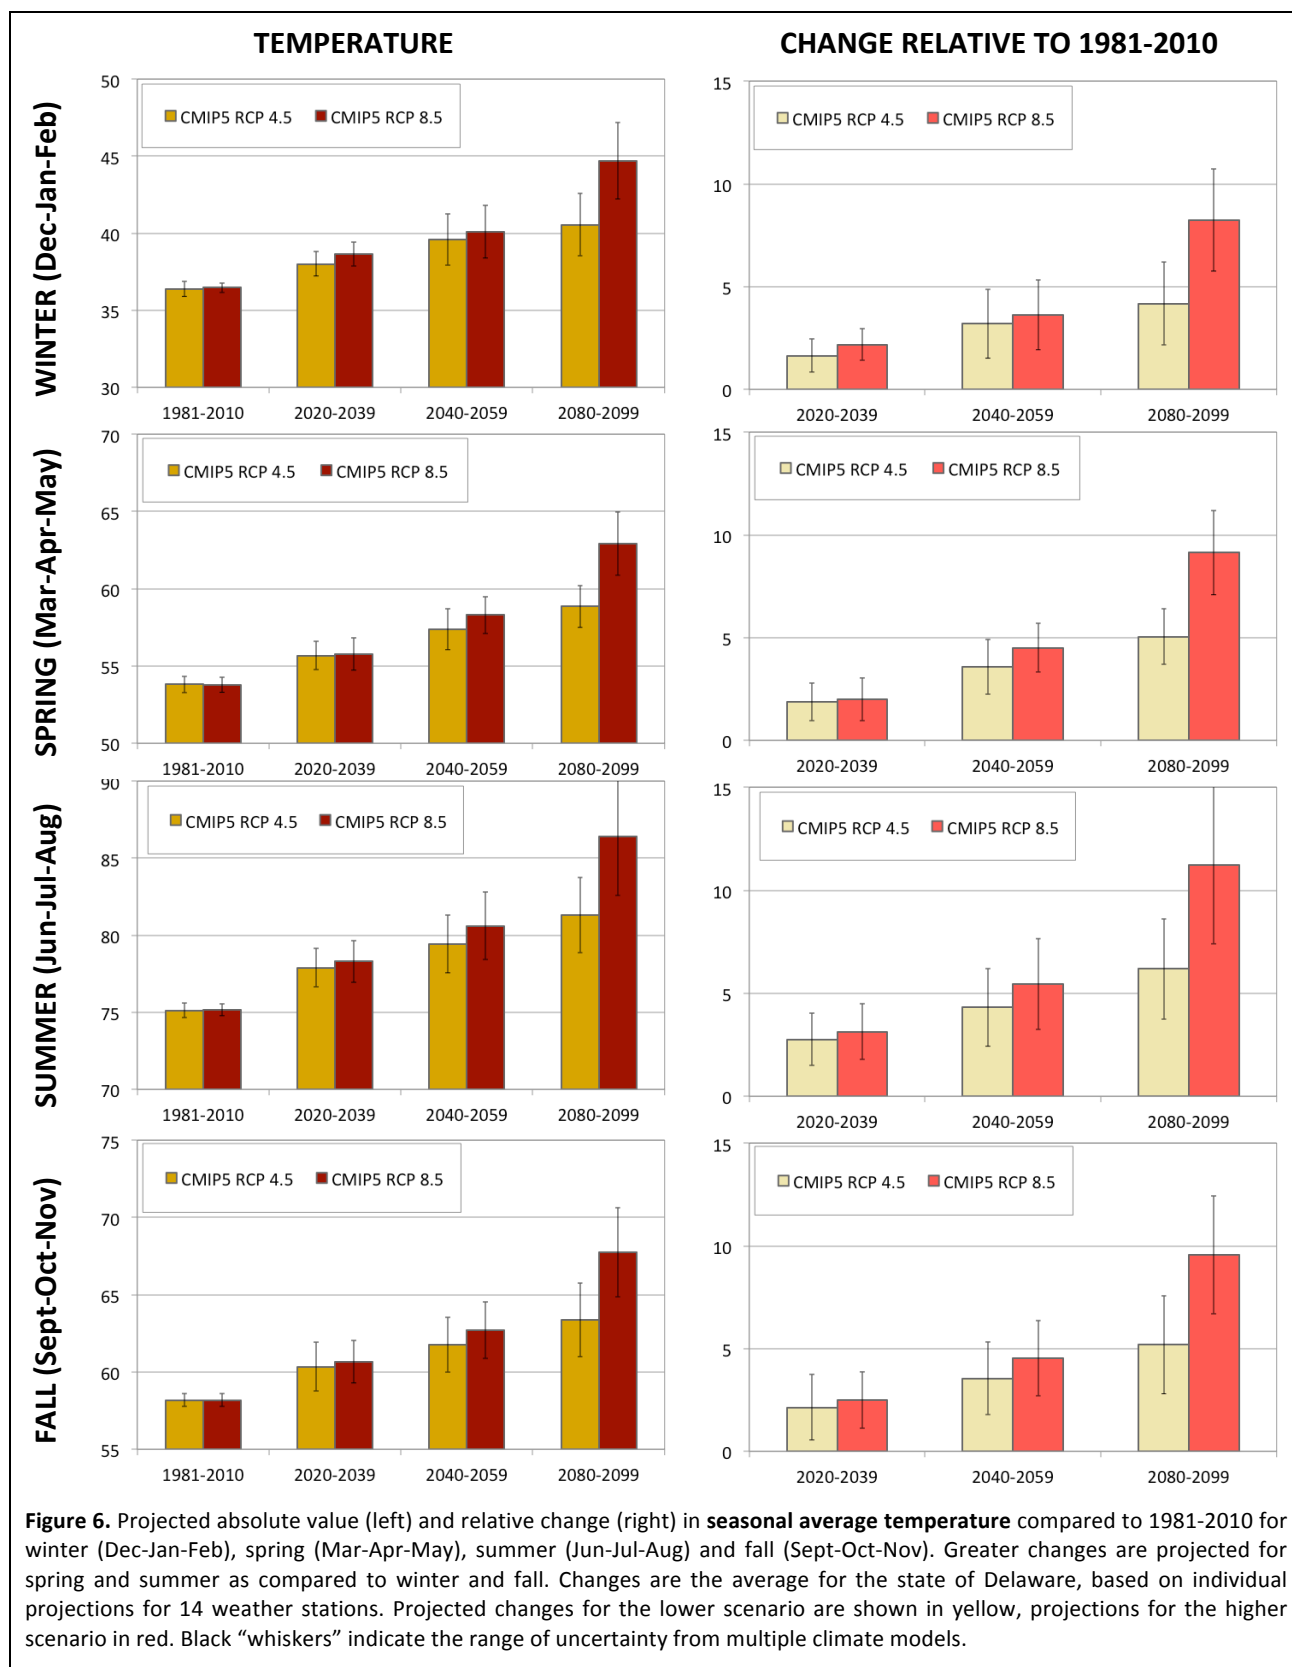 TEMPERATURE
CHANGE RELATIVE TO 1981-2010
WINTER (Dec-Jan-Feb)
50
45
40
35
30
CMIP5 RCP 4.5
CMIP5 RCP 8.5
1981-2010
2020-2039
2040-2059
2080-2099
15
10
5
0
CMIP5 RCP 4.5
CMIP5 RCP 8.5
2020-2039
2040-2059
2080-2099
SPRING (Mar-Apr-May)
70
65
60
55
50
CMIP5 RCP 4.5
CMIP5 RCP 8.5
1981-2010
2020-2039
2040-2059
2080-2099
15
10
5
0
CMIP5 RCP 4.5
CMIP5 RCP 8.5
2020-2039
2040-2059
2080-2099
SUMMER (Jun-Jul-Aug)
90
85
80
75
70
CMIP5 RCP 4.5
CMIP5 RCP 8.5
1981-2010
2020-2039
2040-2059
2080-2099
15
10
5
0
CMIP5 RCP 4.5
CMIP5 RCP 8.5
2020-2039
2040-2059
2080-2099
FALL (Sept-Oct-Nov)
75
70
65
60
55
CMIP5 RCP 4.5
CMIP5 RCP 8.5
1981-2010
2020-2039
2040-2059
2080-2099
15
10
5
0
CMIP5 RCP 4.5
CMIP5 RCP 8.5
2020-2039
2040-2059
2080-2099
Figure 6. Projected absolute value (left) and relative change (right) in seasonal average temperature compared to 1981-2010 for
winter (Dec-Jan-Feb), spring (Mar-Apr-May), summer (Jun-Jul-Aug) and fall (Sept-Oct-Nov). Greater changes are projected for
spring and summer as compared to winter and fall. Changes are the average for the state of Delaware, based on individual
projections for 14 weather stations. Projected changes for the lower scenario are shown in yellow, projections for the higher
scenario in red. Black “whiskers” indicate the range of uncertainty from multiple climate models.